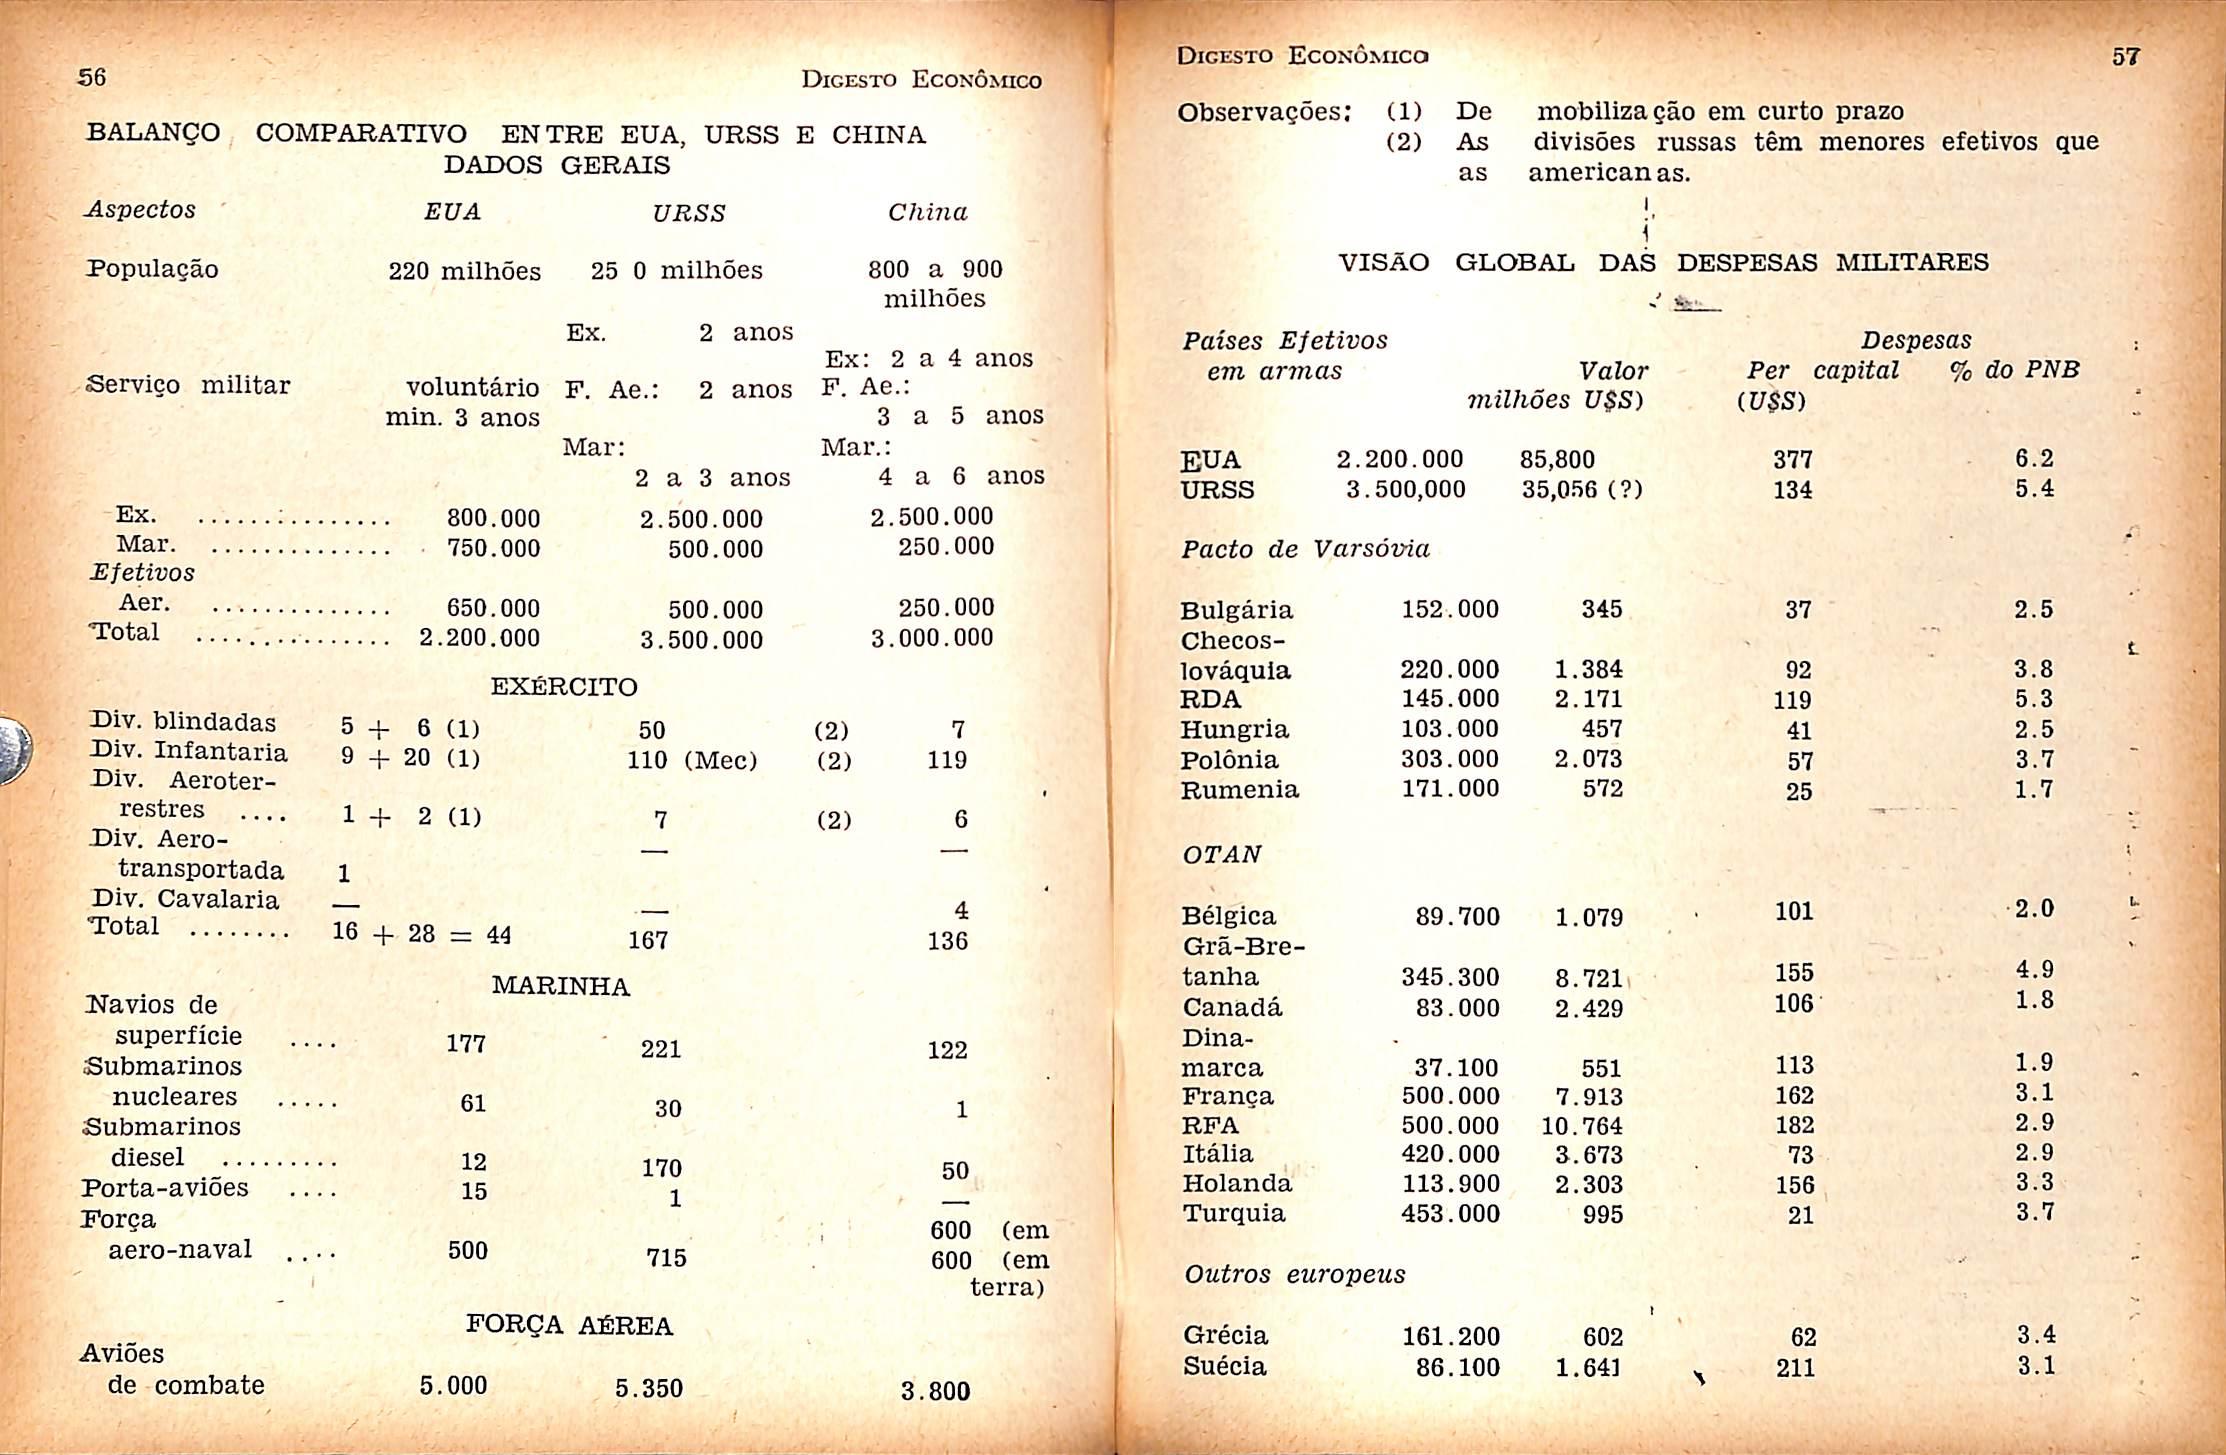 56 DIGESTO ECONÔMICO
BALANÇO COMPARATIVO ENTRE EUA, URSS E CHINA
DADOS GERAIS
Aspectos EUA URSS China
População 220 milhões 25 0 milhões 800 a 900
milhões
Ex. 2 anos
Ex: 2 a 4 anos
Serviço militar voluntário F. Ae.: 2 anos F. Ae.:
min. 3 anos 3 a 5 anos
Mar: Mar.:
2 a 3 anos 4 a 6 anos
Ex. ............... 800.000 2.500.000 2.500.000
Mar. .............. 750.000 500.000 250.000
Efetivos
Aer. .............. 650.000 500.000 250.000
Total ............... 2.200.000 3.500.000 3.000.000
EXÉRCITO
Div. blindadas 5 + 6 (1) 50 (2) 7
Div. Infantaria 9 + 20 (1) 110 (Mec) (2) 119
Div. Aeroter-
restres .... 1 + 2 (1) 7 (2) 6
Div. Aero- — —
transportada 1
Div. Cavalaria — — 4
Total ........ 16 + 28 = 44 167 136
MARINHA
Navios de
superfície .... 177 221 122
Submarinos
nucleares ..... 61 30 1
Submarinos
diesel ......... 12 170 50
Porta-aviões .... 15 1 —
Força 600 (em
aero-naval .... 500 715 600 (em
terra)
FORÇA AÉREA
Aviões
de combate 5.000 5.350 3.800
DIGESTO ECONÔMICO 57
Observações: (1) De mobilização em curto prazo
(2) As divisões russas têm menores efetivos que
as americanas.
VISÃO GLOBAL DAS DESPESAS MILITARES
Países Efetivos Despesas
em armas Valor Per capital % do PNB
milhões U$S) (U$S)
EUA 2.200.000 85,800 377 6.2
URSS 3.500,000 35,056 (?) 134 5.4
Pacto de Varsóvia
Bulgária 152.000 345 37 2.5
Checos-
lováquia 220.000 1.384 92 3.8
RDA 145.000 2.171 119 5.3
Hungria 103.000 457 41 2.5
Polônia 303.000 2.073 57 3.7
Rumenia 171.000 572 25 1.7
OTAN
Bélgica 89.700 1.079 101 2.0
Grã-Bre-
tanha 345.300 8.721 155 4.9
Canadá 83.000 2.429 106 1.8
Dina-
marca 37.100 551 113 1.9
França 500.000 7.913 162 3.1
RFA 500.000 10.764 182 2.9
Itália 420.000 3.673 73 2.9
Holanda 113.900 2.303 156 3.3
Turquia 453.000 995 21 3.7
Outros europeus
Grécia 161.200 602 62 3.4
Suécia 86.100 1.641 211 3.1